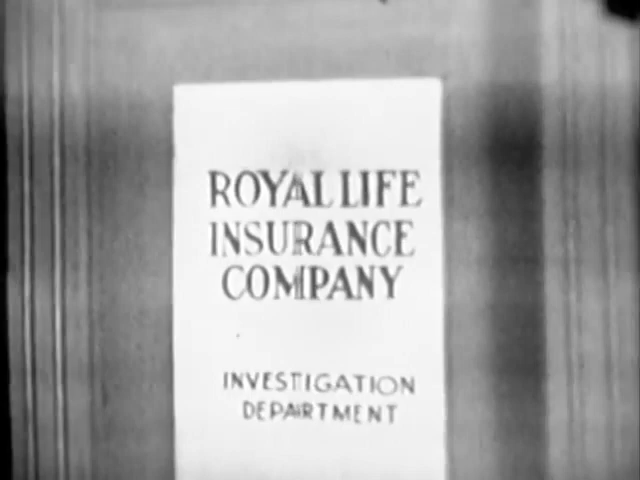 ROYAL LIFE
INSURANCE
COMPANY
INVESTIGATION
DEPARTMENT